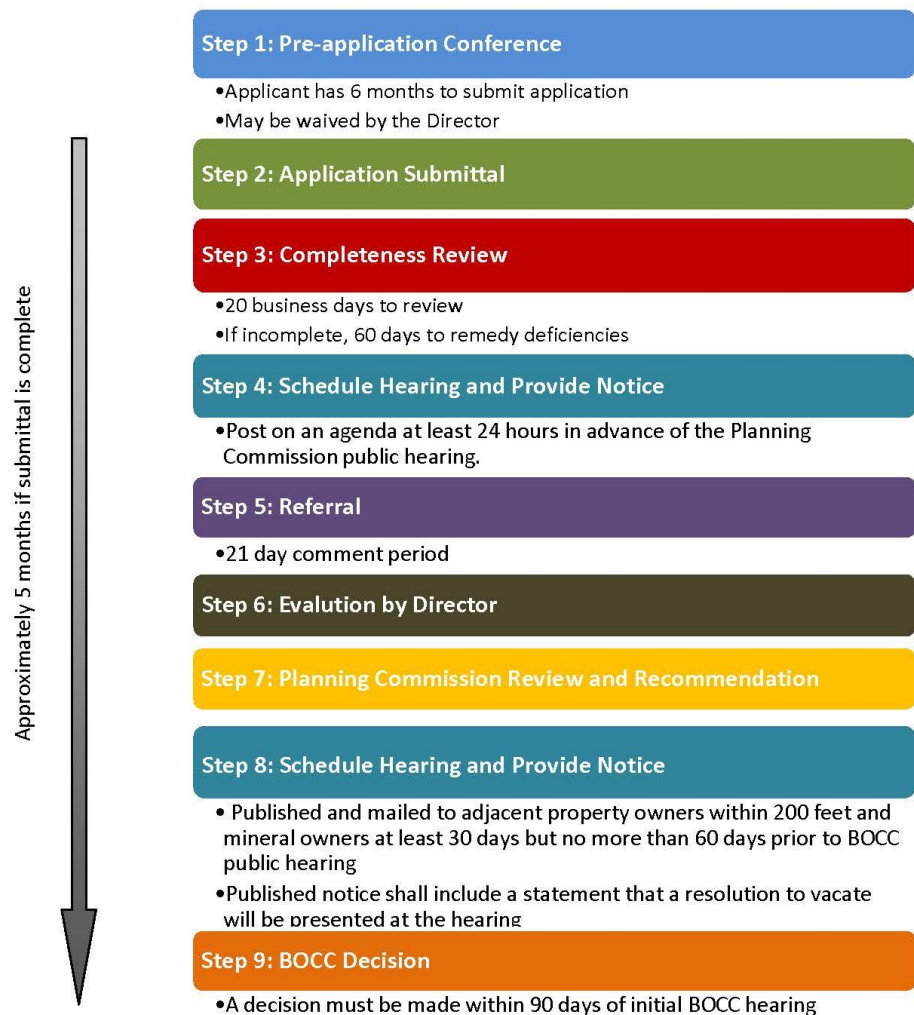 Step 1: Pre-application Conference
•Applicant has 6 months to submit application
•May be waived by the Director
Step 2: Application Submittal
Step 3: Completeness Review
•20 business days to review
•If incomplete, 60 days to remedy deficiencies
Step 4: Schedule Hearing and Provide Notice
•Post on an agenda at least 24 hours in advance of the Planning
Commission public hearing.
Step 5: Referral
•21 day comment period
Step 6: Evalution by Director
Step 7: Planning Commission Review and Recommendation
Step 8: Schedule Hearing and Provide Notice
• Published and mailed to adjacent property owners within 200 feet and
mineral owners at least 30 days but no more than 60 days prior to BOCC
public hearing
•Published notice shall include a statement that a resolution to vacate
will be presented at the hearing
Step 9: BOCC Decision
•A decision must be made within 90 days of initial BOCC hearing
Approximately 5 months if submittal is complete